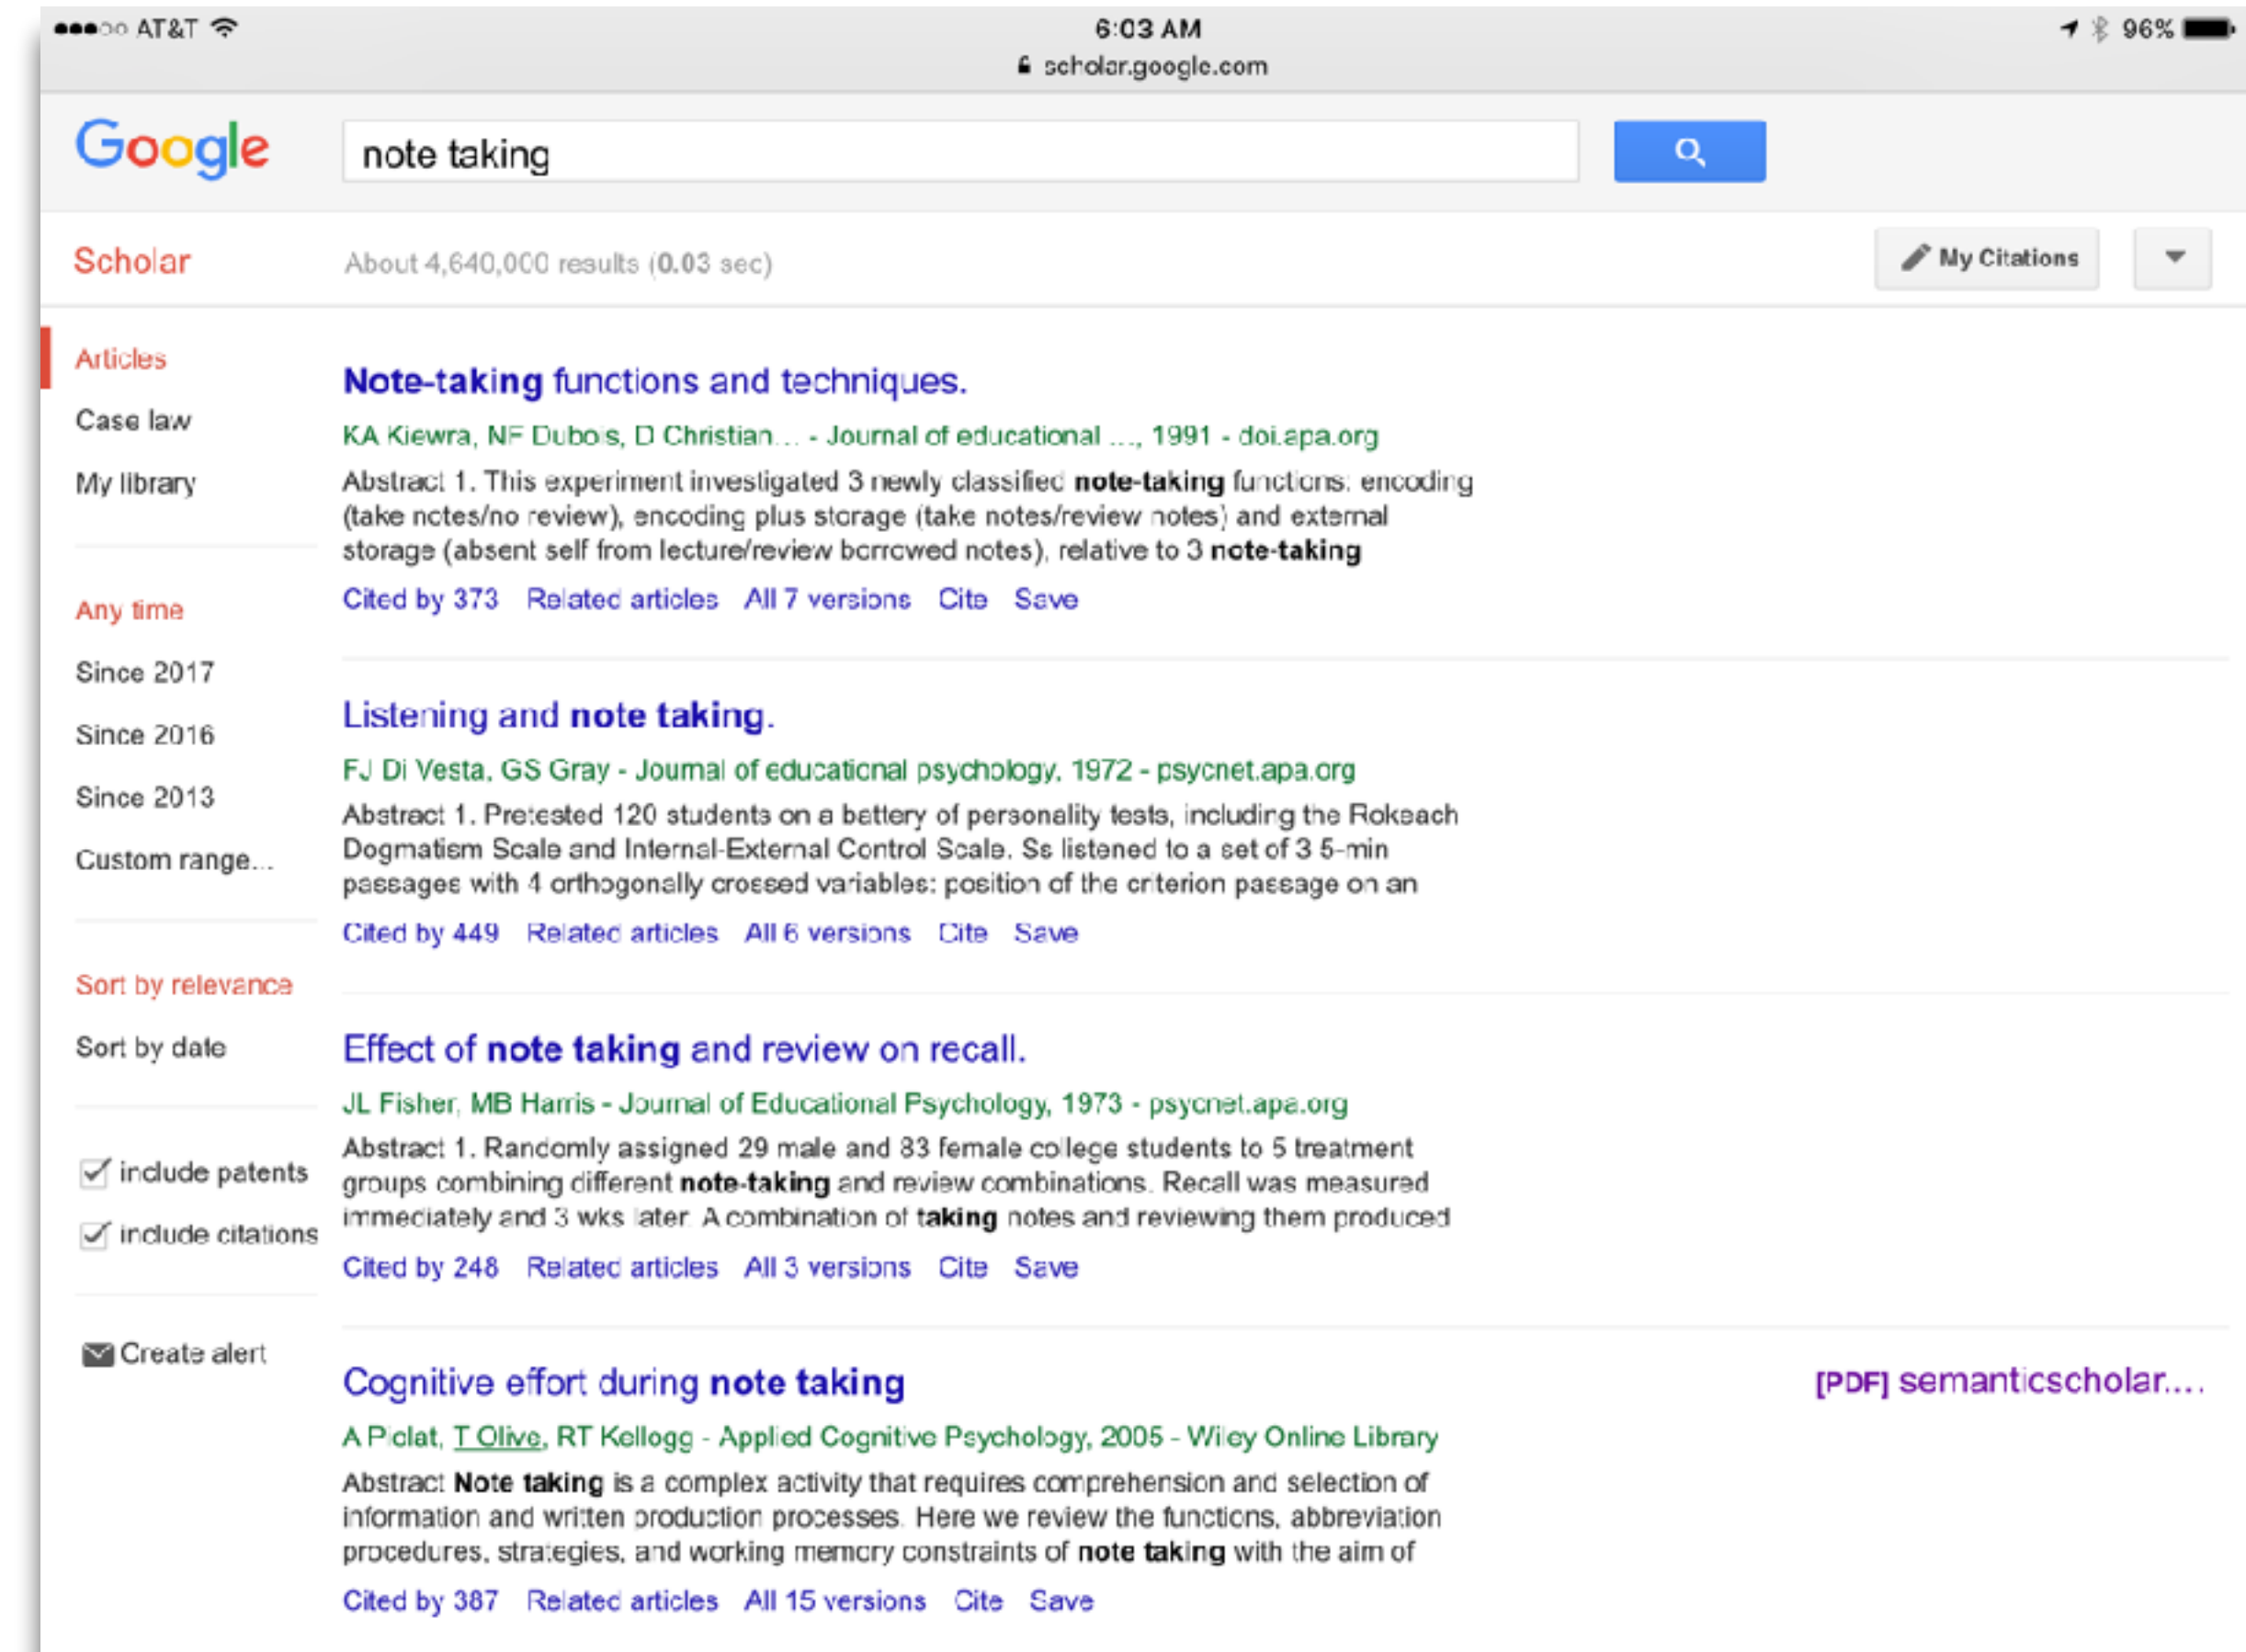 AT&T
6:03 AM
96%
scholar.google.com
Google
note taking
Scholar
About 4,640,000 results (0.03 sec)
My Citations
Articles
Case law
My library
Any time
Since 2017
Since 2016
Since 2013
Custom range...
Sort by relevance
Sort by date
include patents
include citations
Create alert
Note-taking functions and techniques.
KA Kiewra, NF Dubois, D Christian... - Journal of educational ..., 1991 - doi.apa.org
Abstract 1. This experiment investigated 3 newly classified note-taking functions: encoding
(take notes/no review), encoding plus storage (take notes/review notes) and external
storage (absent self from lecture/review borrowed notes), relative to 3 note-taking
Cited by 373 Related articles All 7 versions Cite Save
Listening and note taking.
FJ Di Vesta, GS Gray - Journal of educational psychology, 1972 - psycnet.apa.org
Abstract 1. Pretested 120 students on a battery of personality tests, including the Rokeach
Dogmatism Scale and Internal-External Control Scale. Ss listened to a set of 3 5-min
passages with 4 orthogonally crossed variables: position of the criterion passage on an
Cited by 449 Related articles All 6 versions Cite Save
Effect of note taking and review on recall.
JL Fisher, MB Harris - Journal of Educational Psychology, 1973 - psycnet.apa.org
Abstract 1. Randomly assigned 29 male and 83 female college students to 5 treatment
groups combining different note-taking and review combinations. Recall was measured
immediately and 3 wks later. A combination of taking notes and reviewing them produced
Cited by 248 Related articles All 3 versions Cite Save
Cognitive effort during note taking
[PDF] semanticscholar....
A Piolat, T Olive, RT Kellogg - Applied Cognitive Psychology, 2005 - Wiley Online Library
Abstract Note taking is a complex activity that requires comprehension and selection of
information and written production processes. Here we review the functions, abbreviation
procedures, strategies, and working memory constraints of note taking with the aim of
Cited by 387 Related articles All 15 versions Cite Save